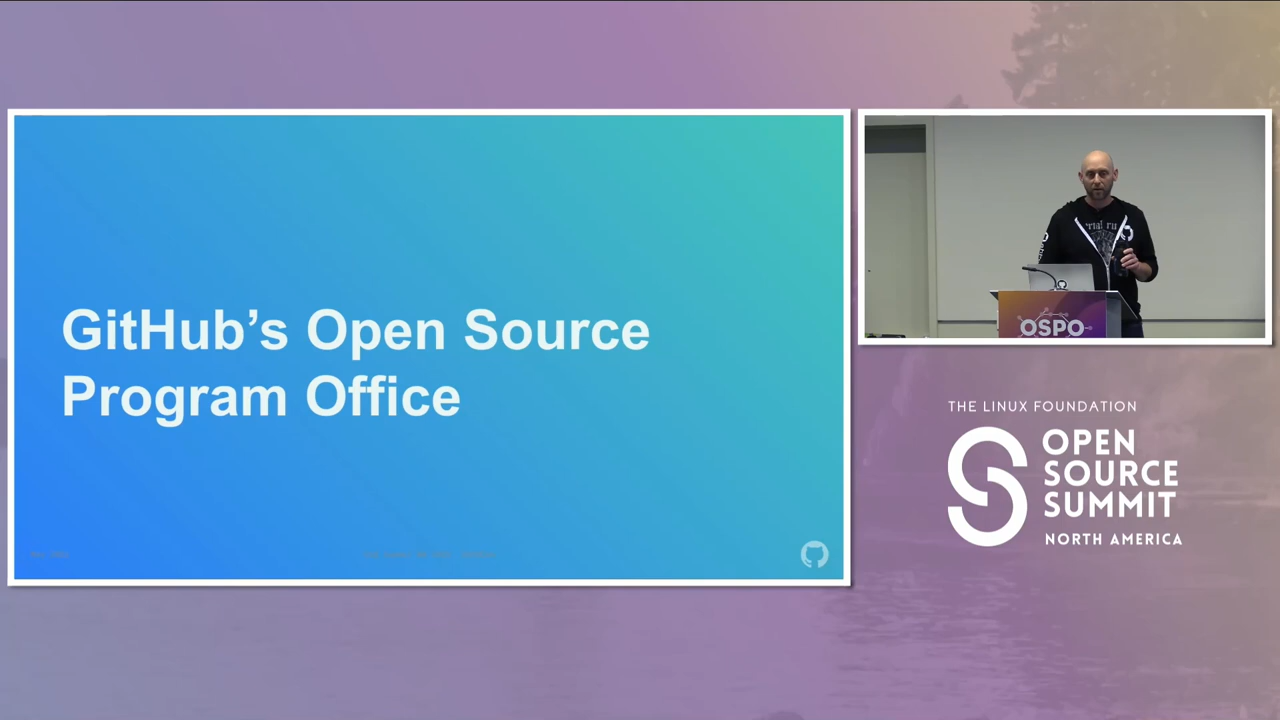 GitHub's Open Source
Program Office
OSPO
THE LINUX FOUNDATION
OPEN
SOURCE
SUMMIT
NORTH AMERICA